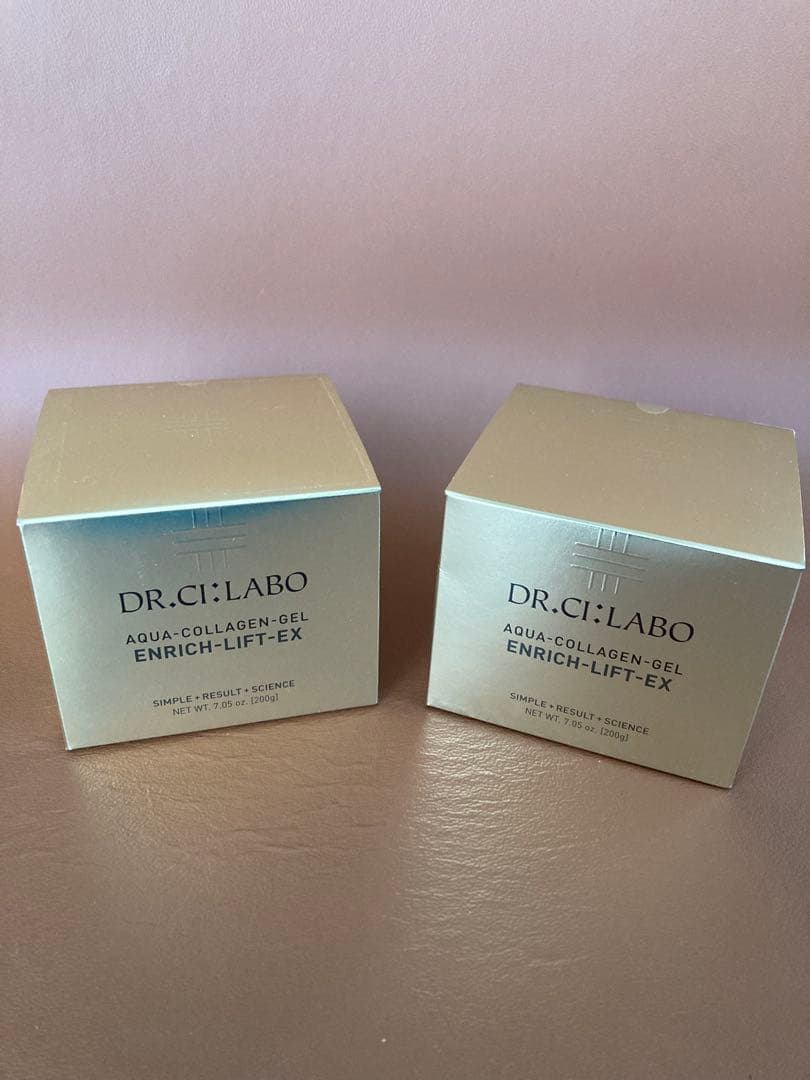 DR.CI:LABO
AQUA-COLLAGEN-GEL
ENRICH-LIFT-EX
SIMPLE + RESULT + SCIENCE
NET WT. 7.05 oz. [200g]
DR.CI:LABO
AQUA-COLLAGEN-GEL
ENRICH-LIFT-EX
SIMPLE + RESULT + SCIENCE
NET WT. 7.05 oz. [200g]